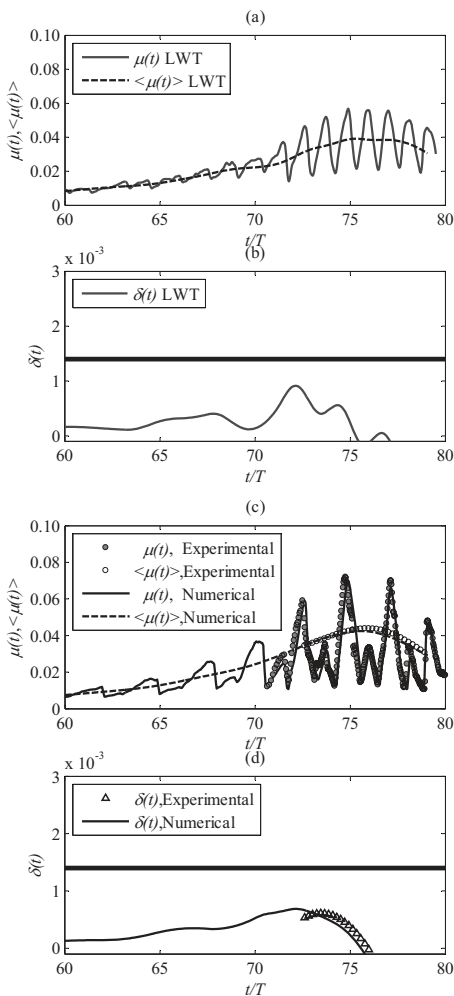 (a)
0.10
0.08
0.06
0.04
0.02
0
μ(t), <μ(t)>
μ(t) LWT
<μ(t)> LWT
60 65 70 75 80
t/T
(b)
x 10⁻³
3
2
1
0
δ(t)
δ(t) LWT
60 65 70 75 80
t/T
(c)
0.10
0.08
0.06
0.04
0.02
0
μ(t), <μ(t)>
μ(t), Experimental
<μ(t)>,Experimental
μ(t), Numerical
<μ(t)>,Numerical
60 65 70 75 80
t/T
(d)
x 10⁻³
3
2
1
0
δ(t)
δ(t),Experimental
δ(t),Numerical
60 65 70 75 80
t/T